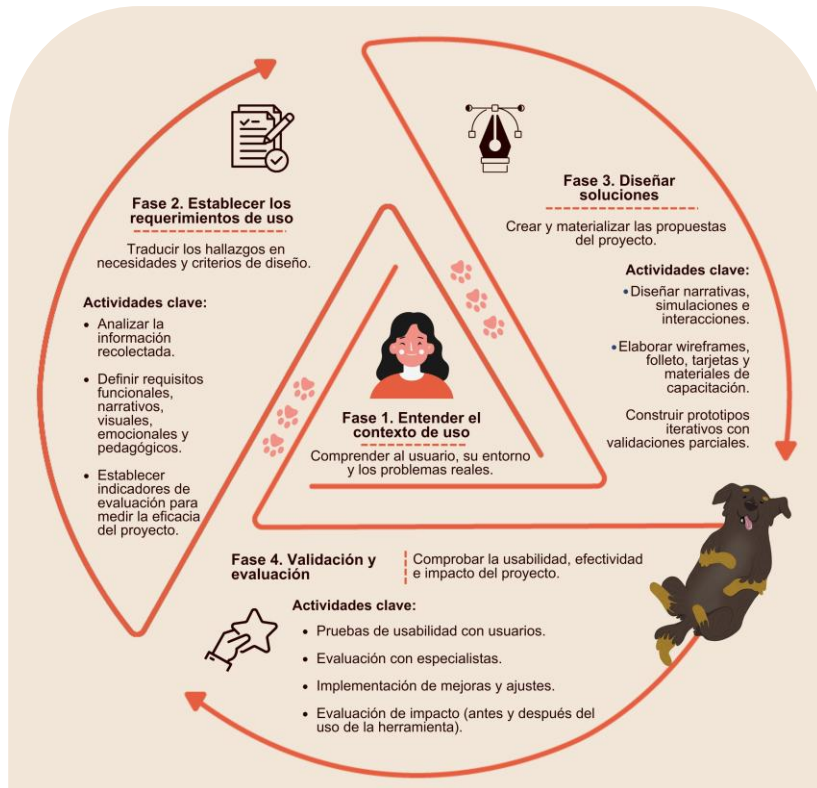 Fase 2. Establecer los
requerimientos de uso
Traducir los hallazgos en
necesidades y criterios de diseño.
Actividades clave:
• Analizar la
información
recolectada.
• Definir requisitos
funcionales,
narrativos,
visuales,
emocionales y
pedagógicos.
• Establecer
indicadores de
evaluación para
medir la eficacia
del proyecto.
Fase 3. Diseñar
soluciones
Crear y materializar las propuestas
del proyecto.
Actividades clave:
• Diseñar narrativas,
simulaciones e
interacciones.
• Elaborar wireframes,
folleto, tarjetas y
materiales de
capacitación.
Construir prototipos
iterativos con
validaciones parciales.
Fase 1. Entender el
contexto de uso
Comprender al usuario, su entorno
y los problemas reales.
Fase 4. Validación y
evaluación
Comprobar la usabilidad, efectividad
e impacto del proyecto.
Actividades clave:
• Pruebas de usabilidad con usuarios.
• Evaluación con especialistas.
• Implementación de mejoras y ajustes.
• Evaluación de impacto (antes y después del
uso de la herramienta).